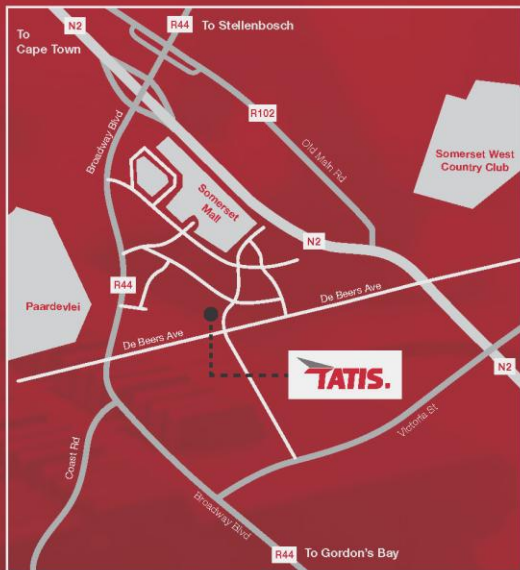 To
Cape Town
N2
R44
To Stellenbosch
R102
Broadway Blvd
Old Main Rd
Somerset West
Country Club
Somerset
Mall
N2
R44
Paardevlei
De Beers Ave
De Beers Ave
TATIS.
N2
Victoria St
Coast Rd
Broadway Blvd
R44
To Gordon's Bay